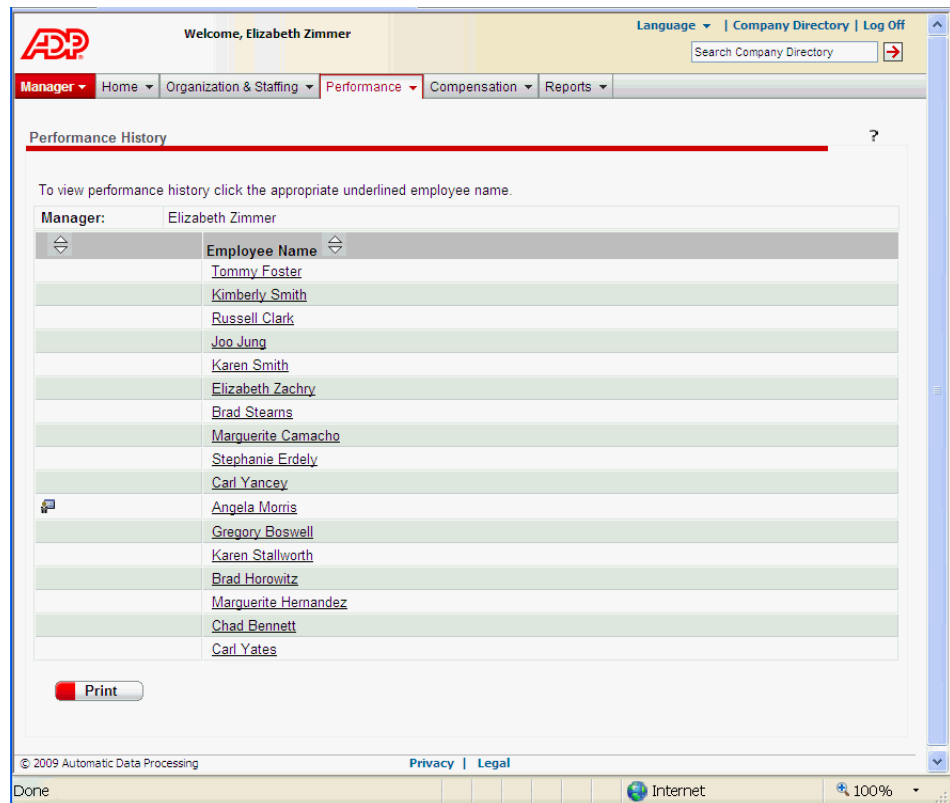 Language | Company Directory | Log Off
ADP
Welcome, Elizabeth Zimmer
Search Company Directory
Manager Home Organization & Staffing Performance Compensation Reports
Performance History ?
To view performance history click the appropriate underlined employee name.
Manager: Elizabeth Zimmer
Employee Name
Tommy Foster
Kimberly Smith
Russell Clark
Joo Jung
Karen Smith
Elizabeth Zachry
Brad Stearns
Marguerite Camacho
Stephanie Erdely
Carl Yancey
Angela Morris
Gregory Boswell
Karen Stallworth
Brad Horowitz
Marguerite Hernandez
Chad Bennett
Carl Yates
Print
© 2009 Automatic Data Processing Privacy | Legal
Done Internet 100%